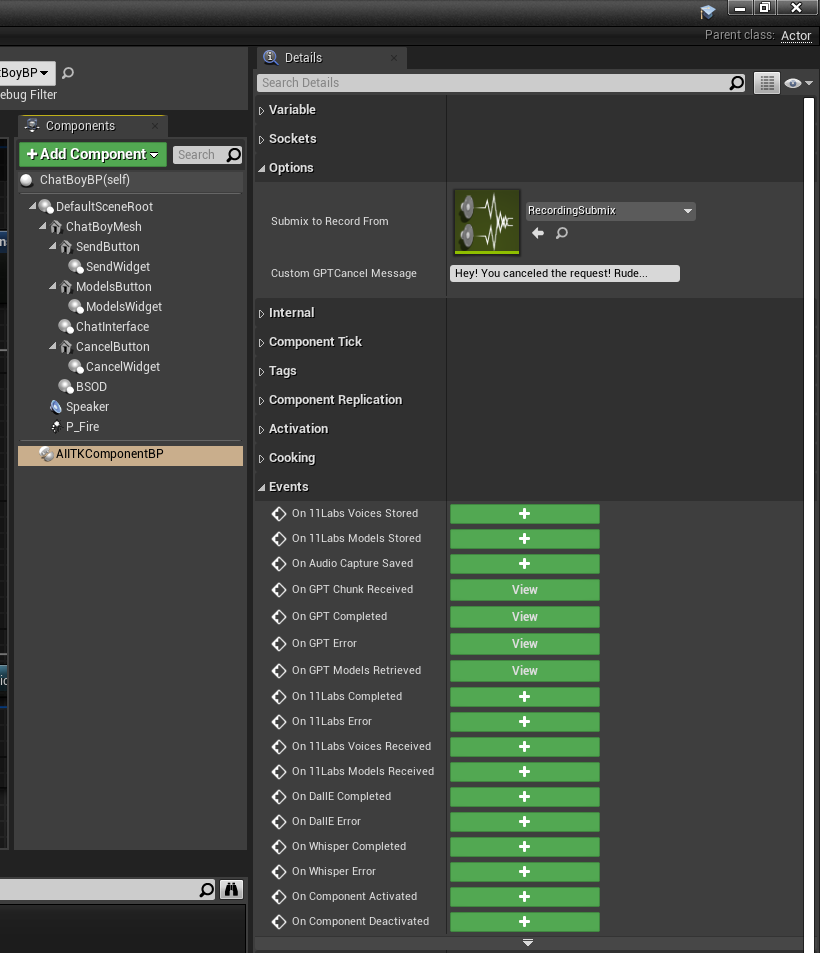 Parent class: Actor
tBoyBP
ebug Filter
Components
+ Add Component
Search
ChatBoyBP(self)
DefaultSceneRoot
ChatBoyMesh
SendButton
SendWidget
ModelsButton
ModelsWidget
ChatInterface
CancelButton
CancelWidget
BSOD
Speaker
P_Fire
AIITKComponentBP
Details
Search Details
Variable
Sockets
Options
Submix to Record From
RecordingSubmix
Custom GPTCancel Message
Hey! You canceled the request! Rude...
Internal
Component Tick
Tags
Component Replication
Activation
Cooking
Events
On 11Labs Voices Stored
On 11Labs Models Stored
On Audio Capture Saved
On GPT Chunk Received View
On GPT Completed View
On GPT Error View
On GPT Models Retrieved View
On 11Labs Completed
On 11Labs Error
On 11Labs Voices Received
On 11Labs Models Received
On DallE Completed
On DallE Error
On Whisper Completed
On Whisper Error
On Component Activated
On Component Deactivated